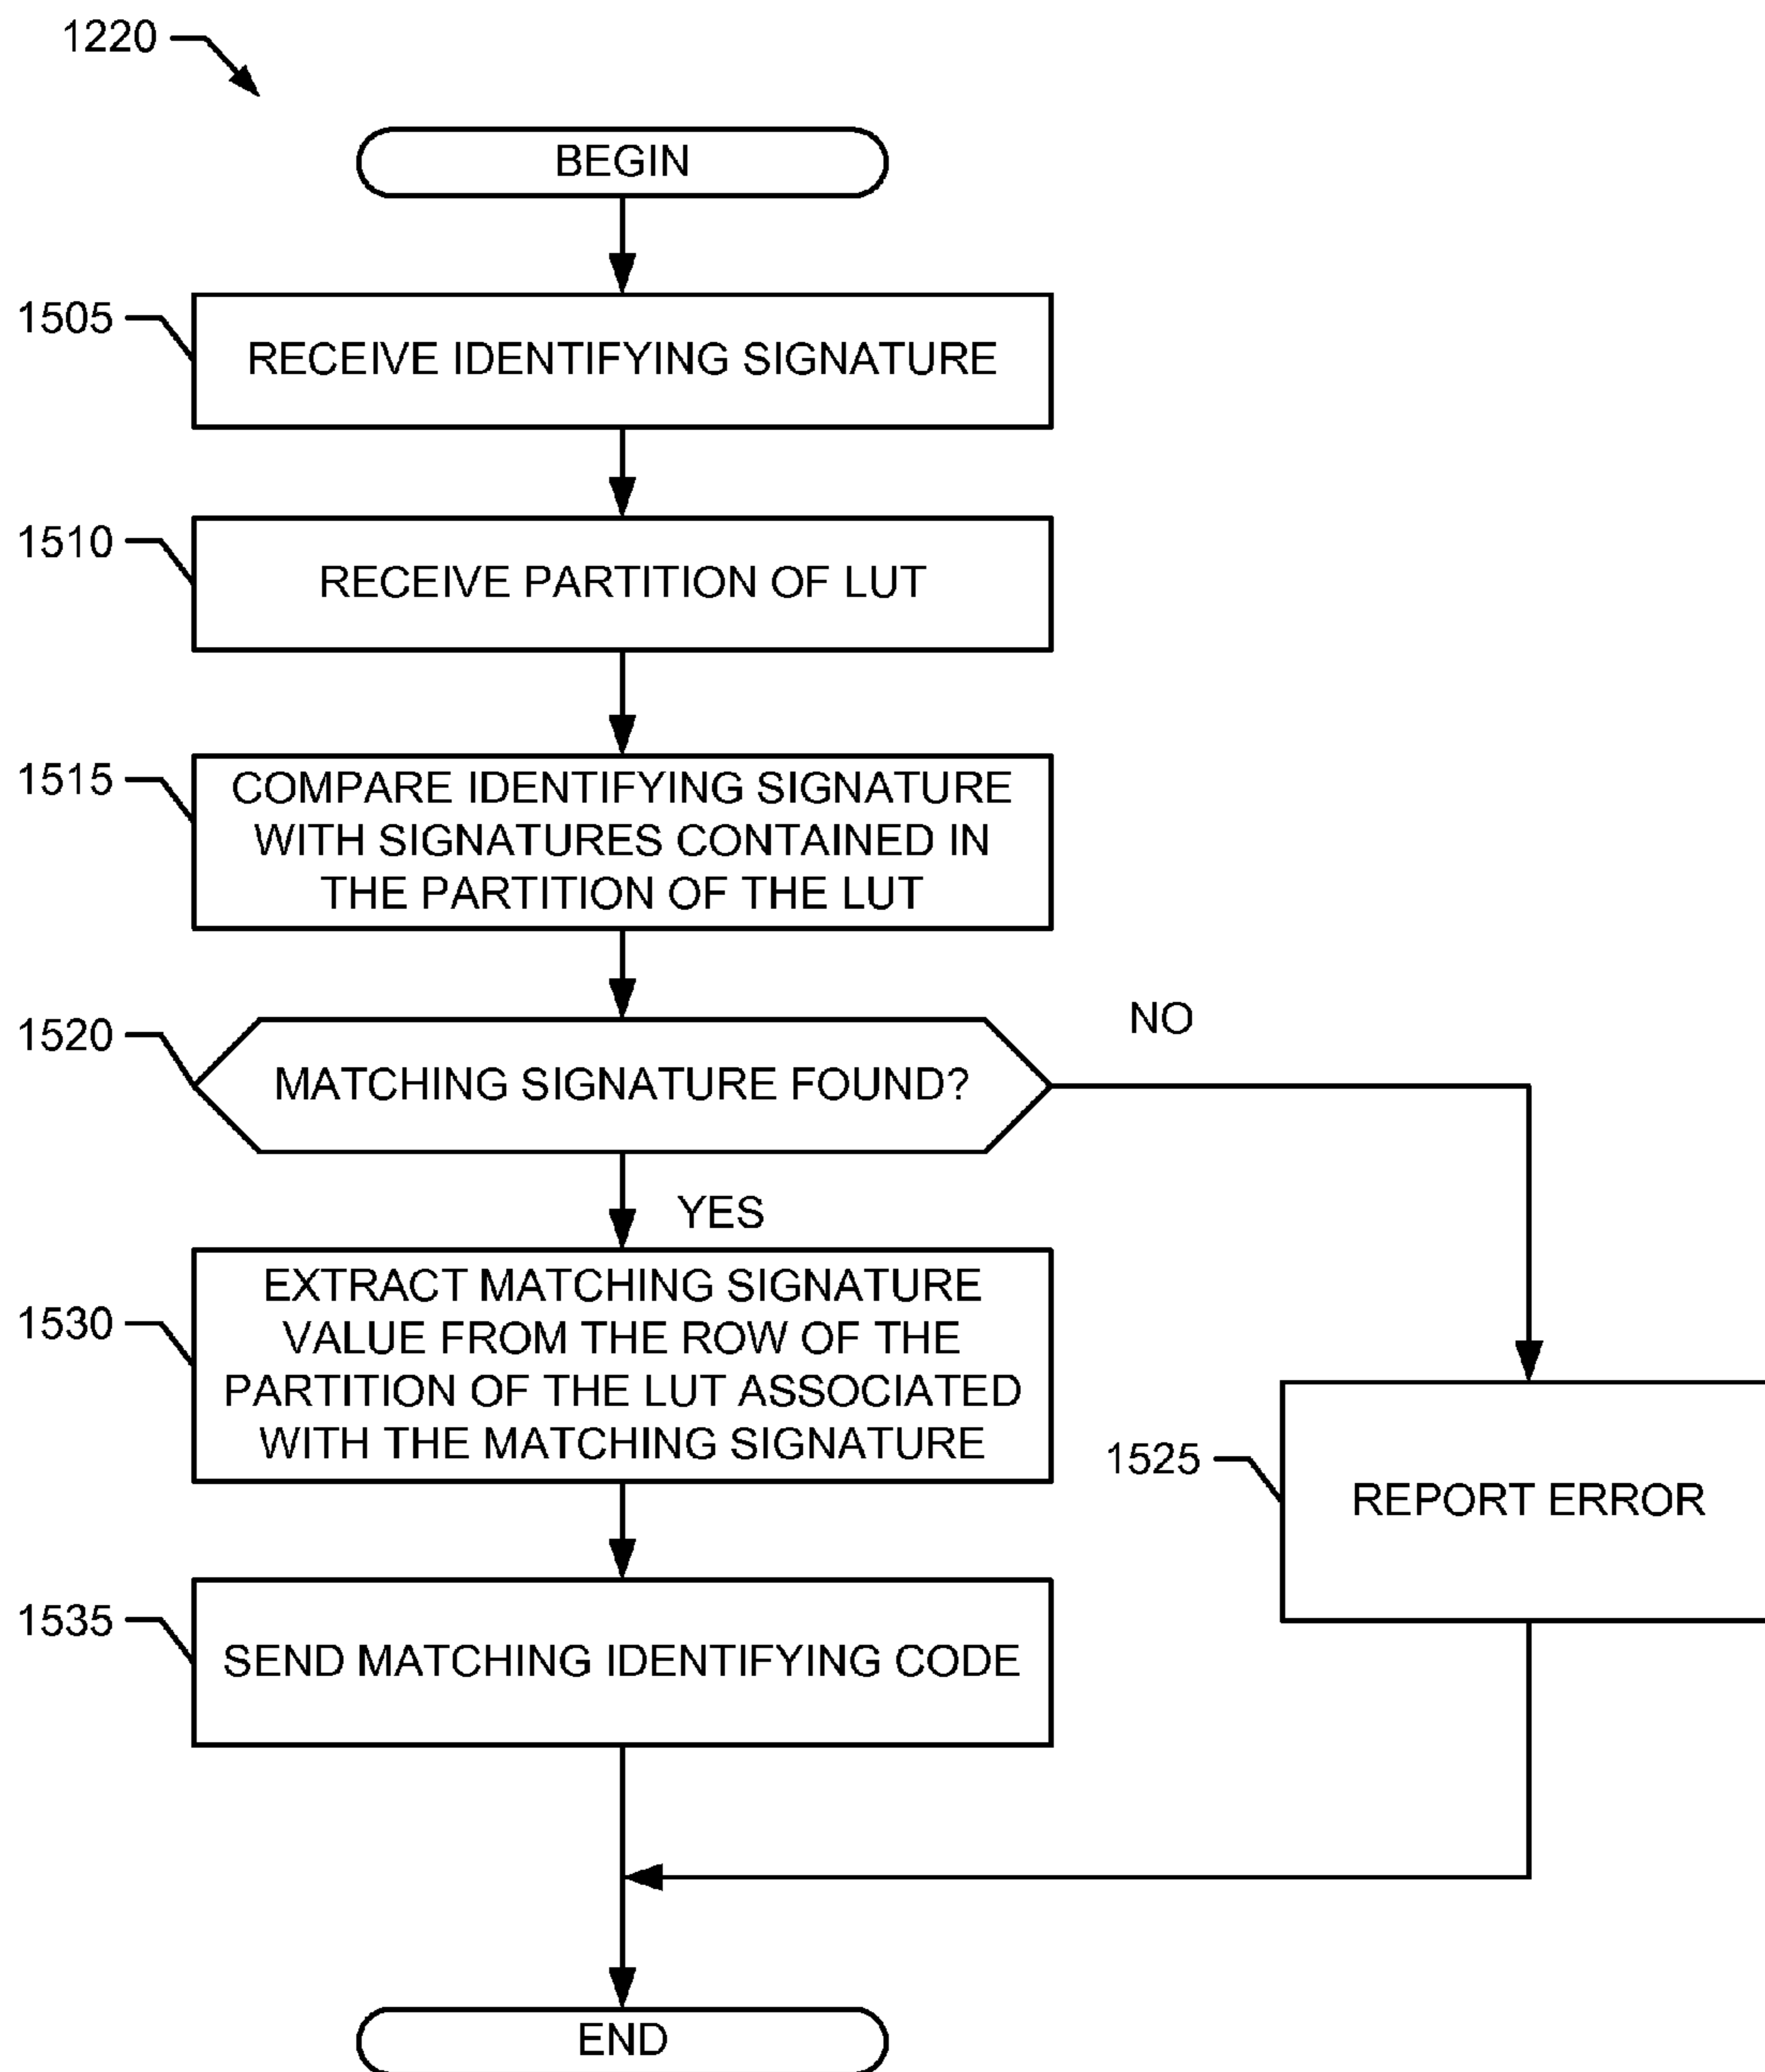 1220
BEGIN
1505
RECEIVE IDENTIFYING SIGNATURE
1510
RECEIVE PARTITION OF LUT
1515
COMPARE IDENTIFYING SIGNATURE
WITH SIGNATURES CONTAINED IN
THE PARTITION OF THE LUT
1520
MATCHING SIGNATURE FOUND?
NO
YES
1530
EXTRACT MATCHING SIGNATURE
VALUE FROM THE ROW OF THE
PARTITION OF THE LUT ASSOCIATED
WITH THE MATCHING SIGNATURE
1525
REPORT ERROR
1535
SEND MATCHING IDENTIFYING CODE
END